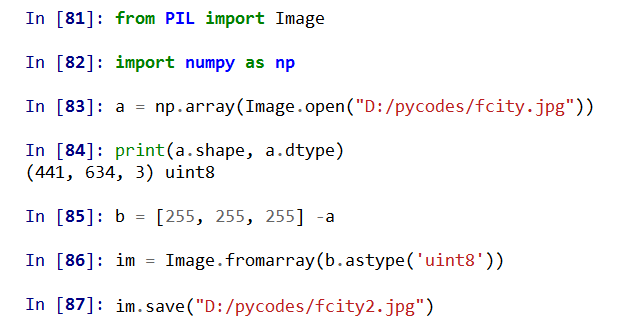 In [81]: from PIL import Image
In [82]: import numpy as np
In [83]: a = np.array(Image.open("D:/pycodes/fcity.jpg"))
In [84]: print(a.shape, a.dtype)
(441, 634, 3) uint8
In [85]: b = [255, 255, 255] -a
In [86]: im = Image.fromarray(b.astype('uint8'))
In [87]: im.save("D:/pycodes/fcity2.jpg")